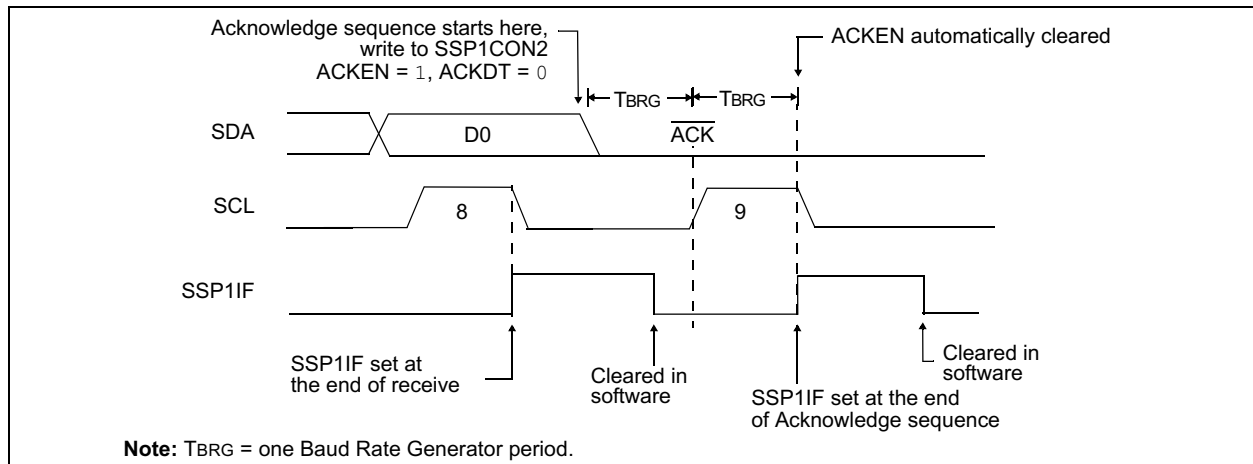 Acknowledge sequence starts here,
write to SSP1CON2
ACKEN = 1, ACKDT = 0
ACKEN automatically cleared
TBRG
TBRG
SDA
D0
ACK
SCL
8
9
SSP1IF
SSP1IF set at
the end of receive
Cleared in
software
SSP1IF set at the end
of Acknowledge sequence
Cleared in
software
Note: TBRG = one Baud Rate Generator period.